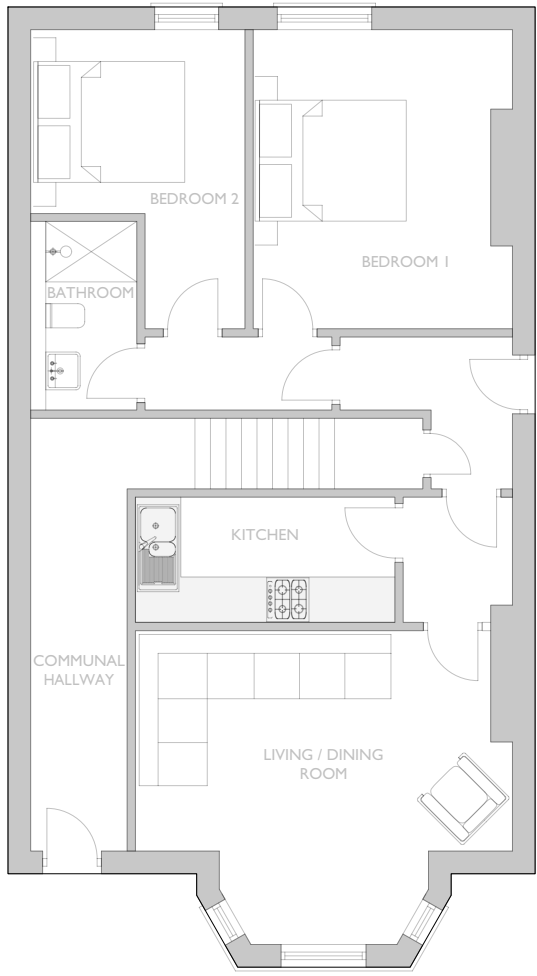 BEDROOM 2
BEDROOM 1
BATHROOM
KITCHEN
COMMUNAL
HALLWAY
LIVING / DINING
ROOM